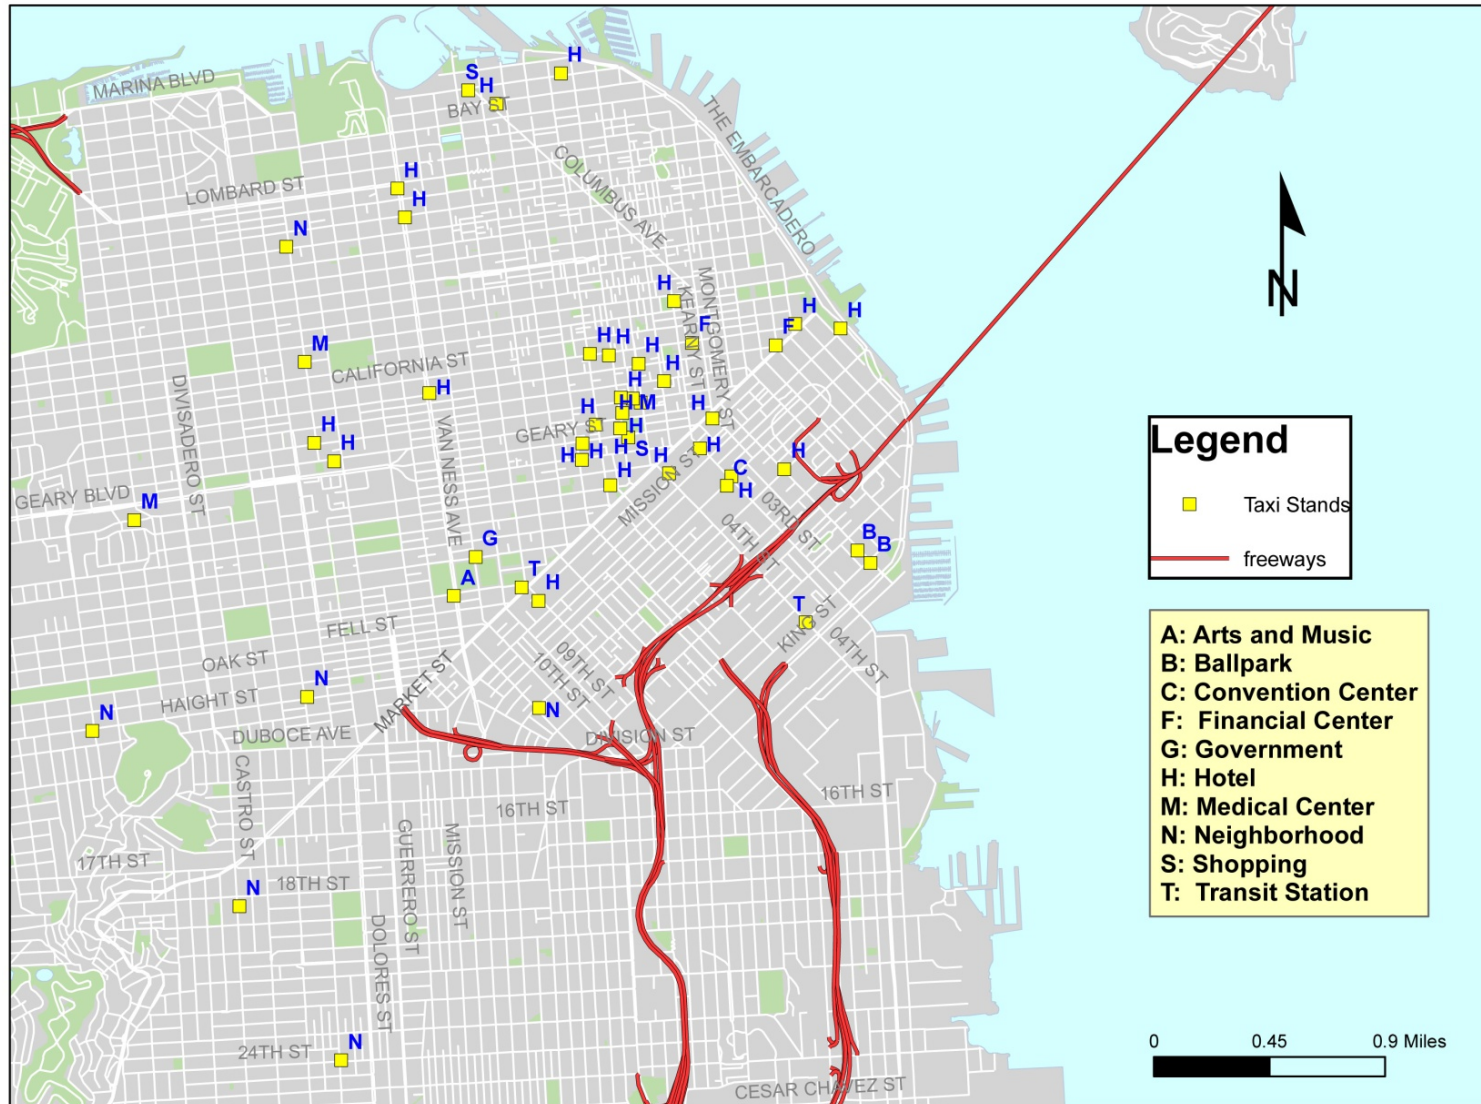 H
S
H
MARINA BLVD
BAY ST
THE EMBARCADERO
COLUMBUS AVE
H
LOMBARD ST
H
N
H
MONTGOMERY ST
KEARNY ST
H
H
F
F
H
H
H
M
H
CALIFORNIA ST
H
H
DIVISADERO ST
VAN NESS AVE
H
H
M
H
H
GEARY ST
H
H
H
S
H
H
H
H
H
H
C
H
H
H
MISSION ST
GEARY BLVD
M
03RD ST
04TH ST
G
B
B
T
H
A
T
KING ST
04TH ST
FELL ST
OAK ST
09TH ST
10TH ST
HAIGHT ST
N
MARKET ST
N
N
DUBOCE AVE
DIVISION ST
CASTRO ST
16TH ST
16TH ST
GUERRERO ST
MISSION ST
17TH ST
18TH ST
N
DOLORES ST
24TH ST
N
CESAR CHAVEZ ST
N
Legend
Taxi Stands
freeways
A: Arts and Music
B: Ballpark
C: Convention Center
F: Financial Center
G: Government
H: Hotel
M: Medical Center
N: Neighborhood
S: Shopping
T: Transit Station
0 0.45 0.9 Miles